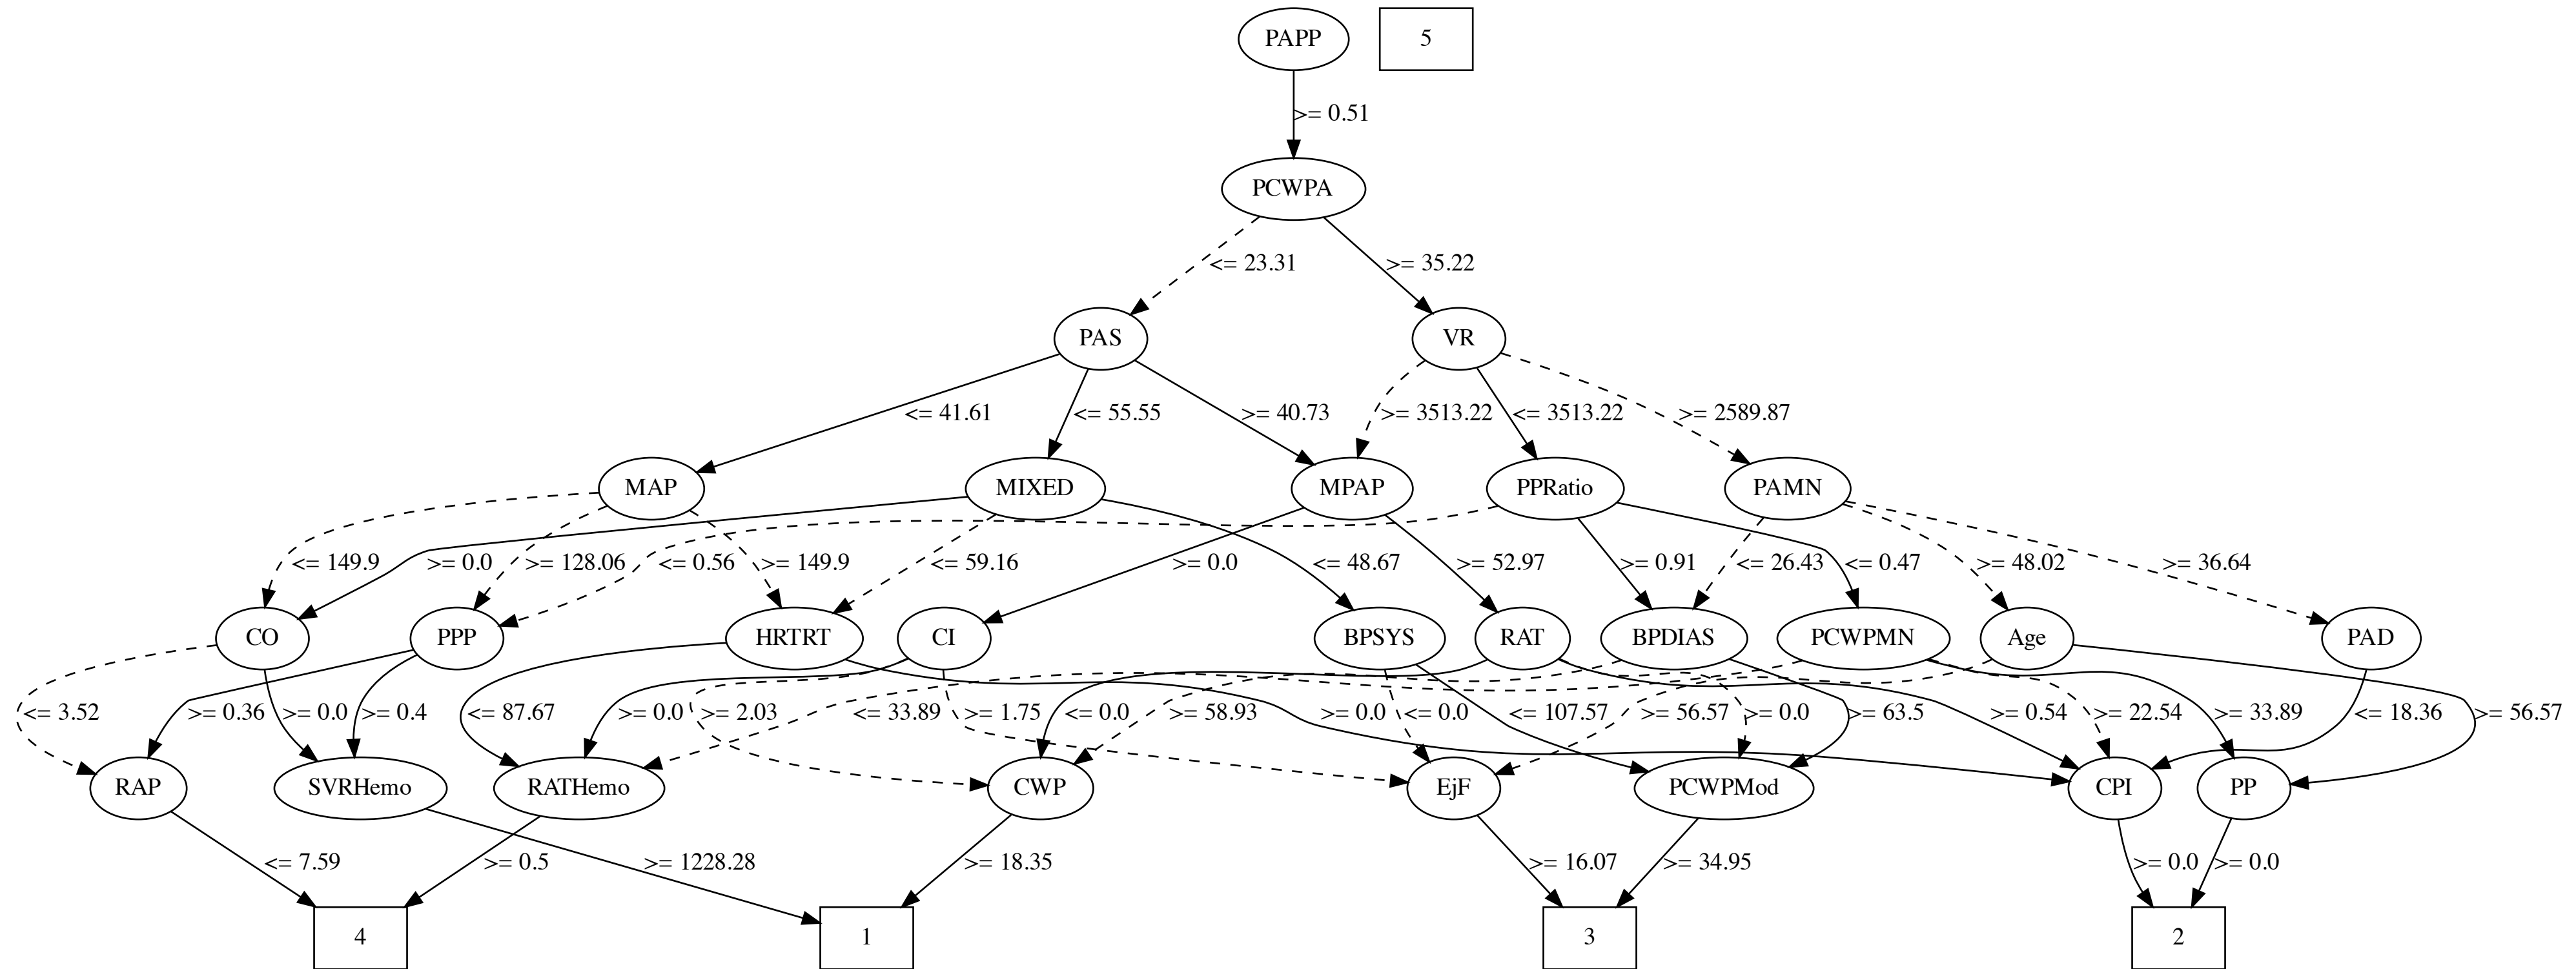 PAPP
5
>= 0.51
PCWPA
<= 23.31
>= 35.22
PAS
VR
<= 41.61
<= 55.55
>= 40.73
>= 3513.22
<= 3513.22
>= 2589.87
MAP
MIXED
MPAP
PPRatio
PAMN
<= 149.9
>= 0.0
>= 128.06
<= 0.56
>= 149.9
<= 59.16
>= 0.0
<= 48.67
>= 52.97
>= 0.91
<= 26.43
<= 0.47
>= 48.02
>= 36.64
CO
PPP
HRTRT
CI
BPSYS
RAT
BPDIAS
PCWPMN
Age
PAD
<= 3.52
>= 0.36
>= 0.0
>= 0.4
<= 87.67
>= 0.0
>= 2.03
<= 33.89
>= 1.75
<= 0.0
>= 58.93
>= 0.0
<= 0.0
<= 107.57
>= 56.57
>= 0.0
>= 63.5
>= 0.54
>= 22.54
>= 33.89
<= 18.36
>= 56.57
RAP
SVRHemo
RATHemo
CWP
EjF
PCWPMod
CPI
PP
<= 7.59
>= 0.5
>= 1228.28
>= 18.35
>= 16.07
>= 34.95
>= 0.0
>= 0.0
4
1
3
2